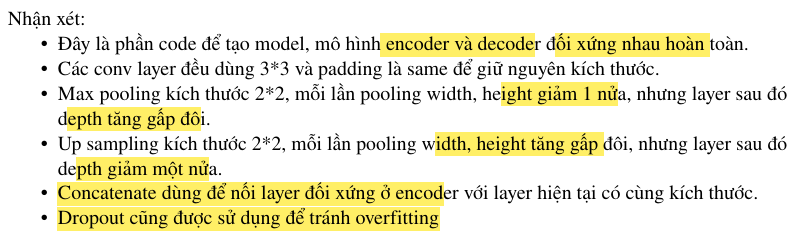 Nhận xét:
• Đây là phần code để tạo model, mô hình encoder và decoder đối xứng nhau hoàn toàn.
• Các conv layer đều dùng 3*3 và padding là same để giữ nguyên kích thước.
• Max pooling kích thước 2*2, mỗi lần pooling width, height giảm 1 nửa, nhưng layer sau đó
depth tăng gấp đôi.
• Up sampling kích thước 2*2, mỗi lần pooling width, height tăng gấp đôi, nhưng layer sau đó
depth giảm một nửa.
• Concatenate dùng để nối layer đối xứng ở encoder với layer hiện tại có cùng kích thước.
• Dropout cũng được sử dụng để tránh overfitting